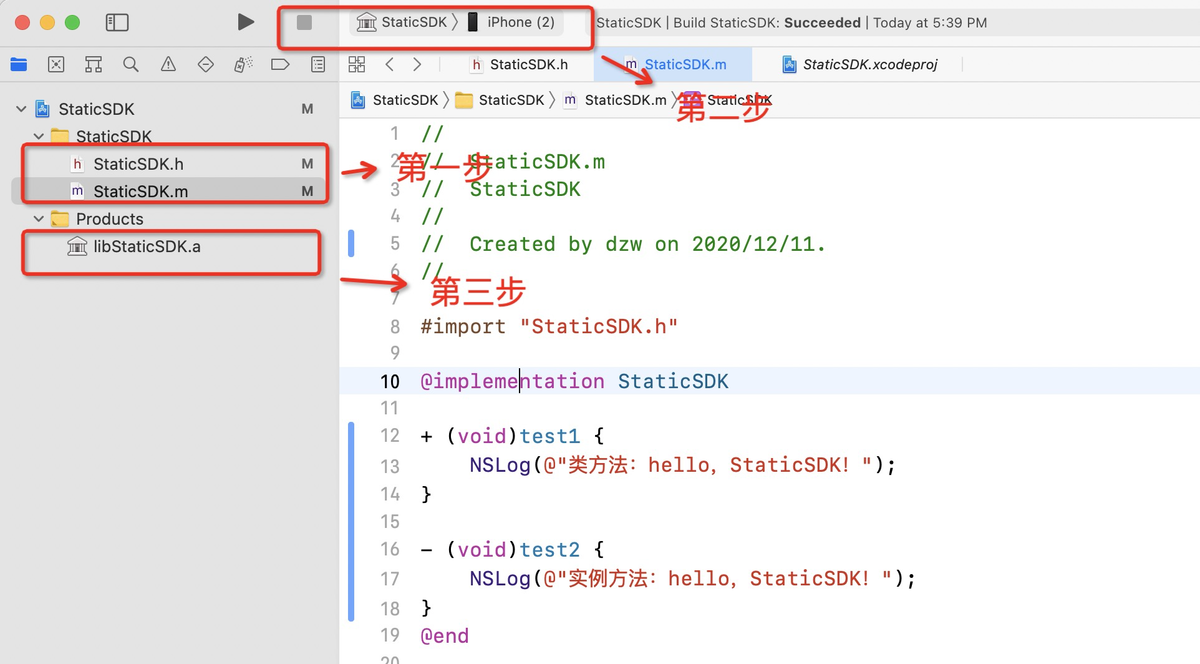 StaticSDK 〉 iPhone (2)
StaticSDK | Build StaticSDK: Succeeded | Today at 5:39 PM
h StaticSDK.h
m StaticSDK.m
StaticSDK.xcodeproj
StaticSDK 〉 StaticSDK 〉 m StaticSDK.m 〉 StaticSDK
第二步
StaticSDK M
StaticSDK
h StaticSDK.h M
m StaticSDK.m M
Products
libStaticSDK.a
第一步
第三步
1 //
2 // StaticSDK.m
3 // StaticSDK
4 //
5 // Created by dzw on 2020/12/11.
6 //
7
8 #import "StaticSDK.h"
9
10 @implementation StaticSDK
11
12 + (void)test1 {
13 NSLog(@"类方法：hello，StaticSDK！");
14 }
15
16 - (void)test2 {
17 NSLog(@"实例方法：hello，StaticSDK！");
18 }
19 @end
20